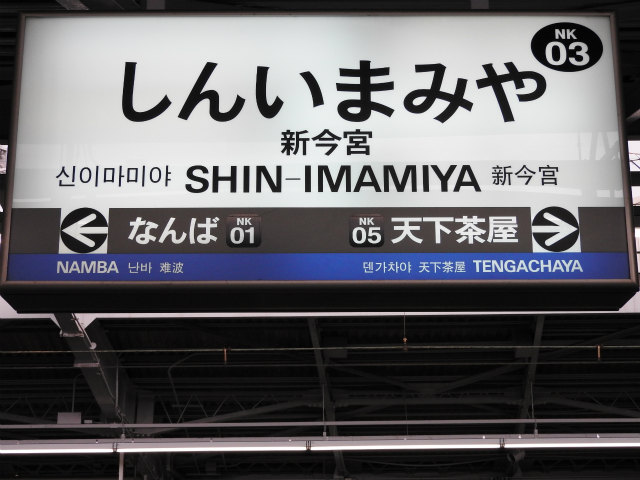 NK
03
しんいまみや
新今宮
신이마미야 SHIN-IMAMIYA 新今宮
なんば NK 01 NK 05 天下茶屋
NAMBA 난바 难波 덴가차야 天下茶屋 TENGACHAYA